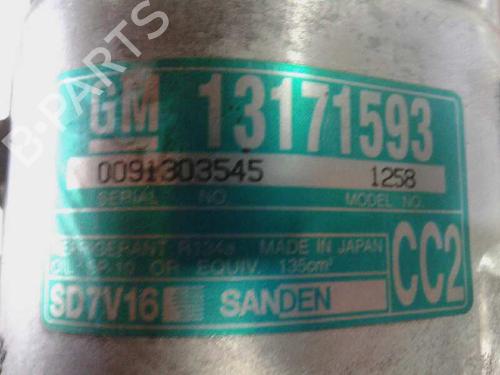 B-PARTS
GM 13171593
0091303545 1258
SERIAL NO. MODEL NO.
REFRIGERANT R134a MADE IN JAPAN
OIL SP.10 OR EQUIV. 135cm³
CC2
SD7V16 SANDEN